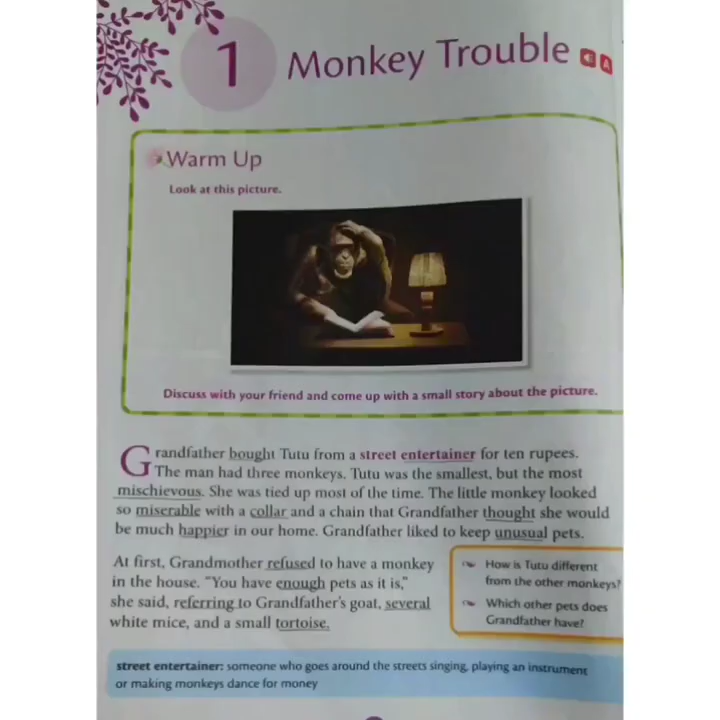 1
Monkey Trouble
A
Warm Up
Look at this picture.
Discuss with your friend and come up with a small story about the picture.
Grandfather bought Tutu from a street entertainer for ten rupees.
The man had three monkeys. Tutu was the smallest, but the most
mischievous. She was tied up most of the time. The little monkey looked
so miserable with a collar and a chain that Grandfather thought she would
be much happier in our home. Grandfather liked to keep unusual pets.
At first, Grandmother refused to have a monkey
in the house. “You have enough pets as it is,”
she said, referring to Grandfather’s goat, several
white mice, and a small tortoise.
How is Tutu different
from the other monkeys?
Which other pets does
Grandfather have?
street entertainer: someone who goes around the streets singing, playing an instrument
or making monkeys dance for money